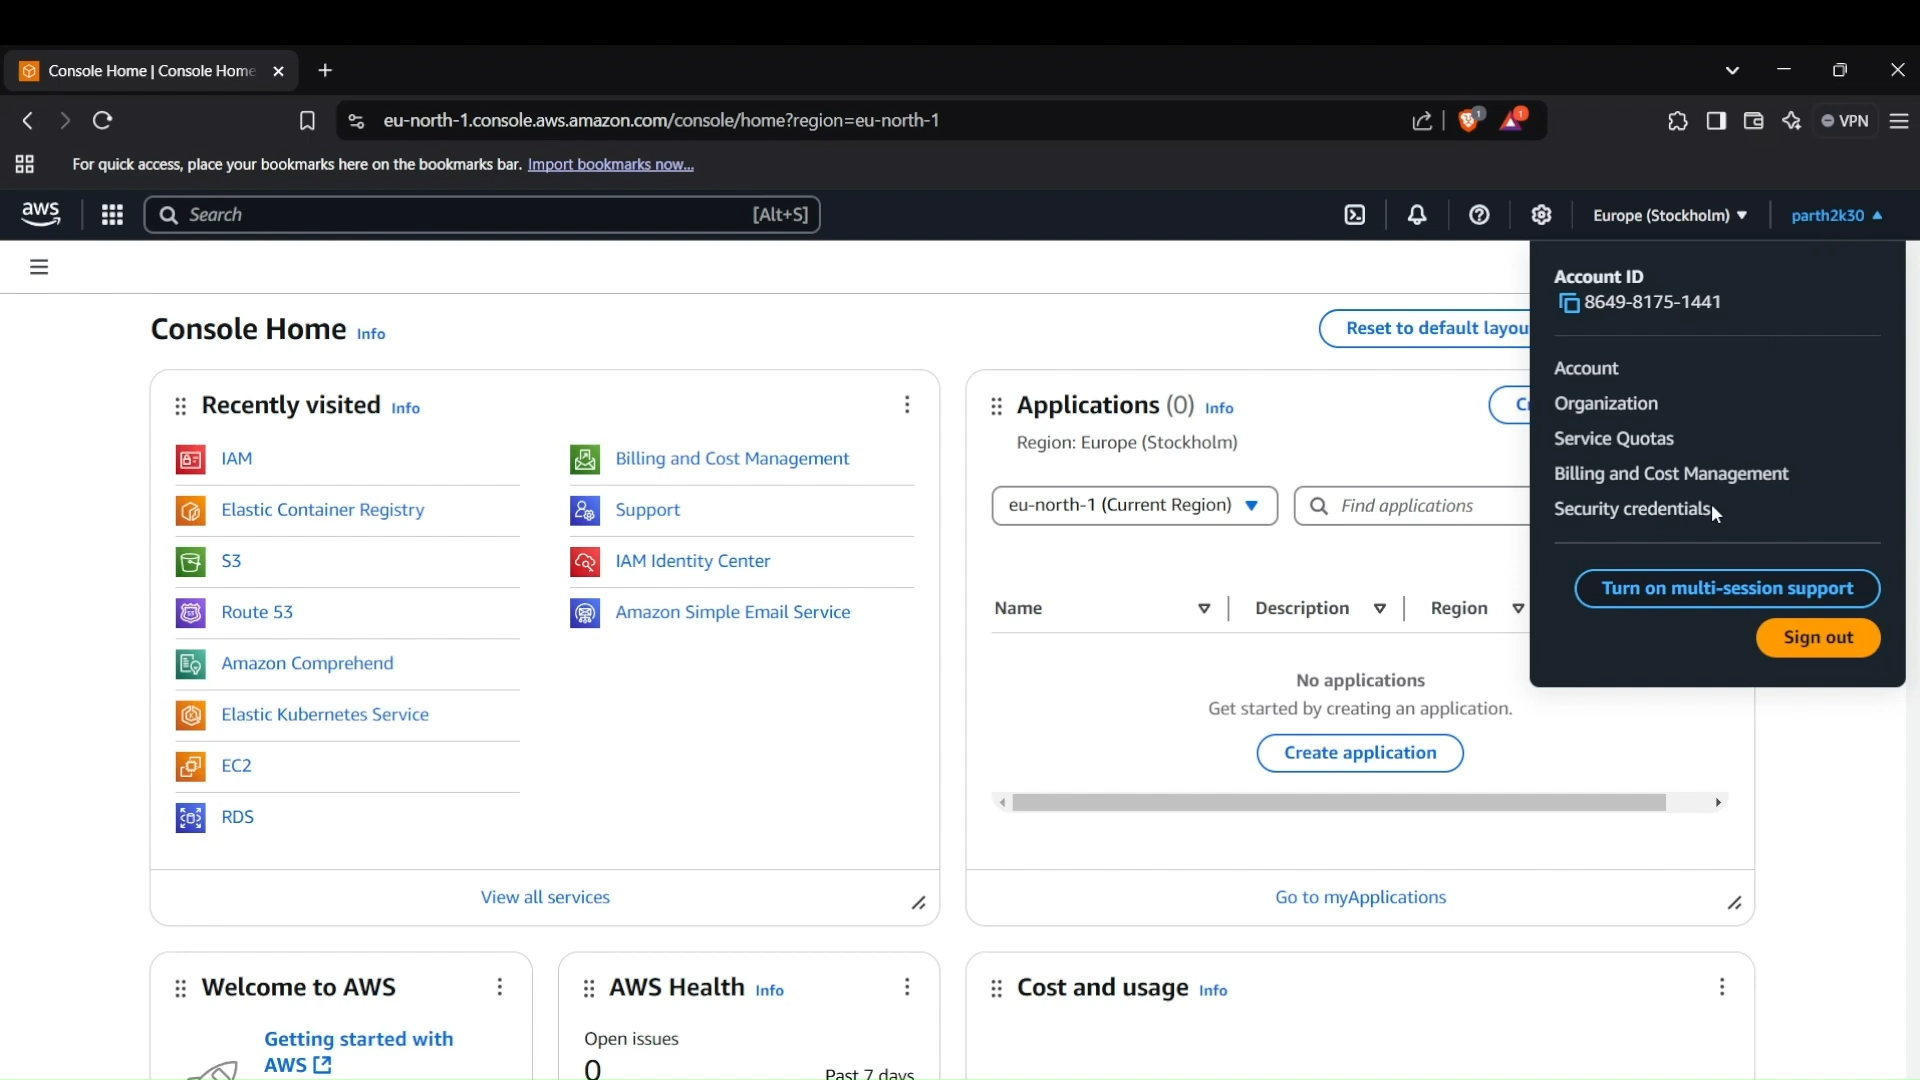 Console Home | Console Home
eu-north-1.console.aws.amazon.com/console/home?region=eu-north-1
1
1
VPN
For quick access, place your bookmarks here on the bookmarks bar. Import bookmarks now...
aws
Search
[Alt+S]
Europe (Stockholm)
parth2k30
Account ID
8649-8175-1441
Account
Organization
Service Quotas
Billing and Cost Management
Security credentials
Turn on multi-session support
Sign out
Console Home Info
Reset to default layou
Recently visited Info
IAM
Elastic Container Registry
S3
Route 53
Amazon Comprehend
Elastic Kubernetes Service
EC2
RDS
Billing and Cost Management
Support
IAM Identity Center
Amazon Simple Email Service
View all services
Applications (0) Info
Region: Europe (Stockholm)
eu-north-1 (Current Region)
Find applications
Name
Description
Region
No applications
Get started by creating an application.
Create application
Go to myApplications
Welcome to AWS
Getting started with
AWS
AWS Health Info
Open issues
0
Past 7 days
Cost and usage Info